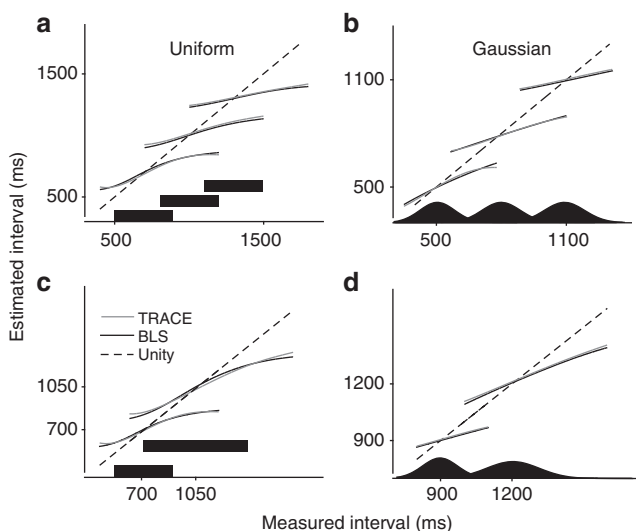 a
Uniform
b
Gaussian
1500
500
500
1500
1100
500
500
1100
c
TRACE
BLS
Unity
d
1050
700
700
1050
1200
900
900
1200
Estimated interval (ms)
Measured interval (ms)